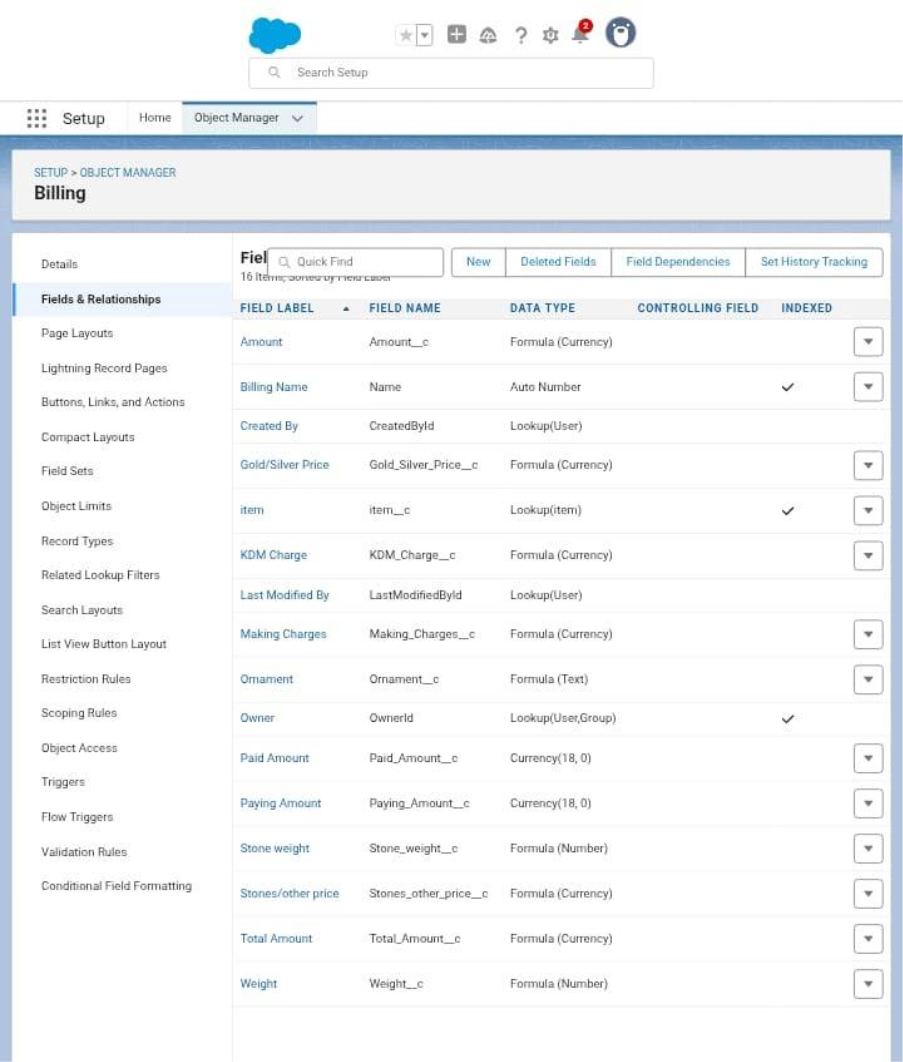 2
Search Setup
Setup Home Object Manager
SETUP > OBJECT MANAGER
Billing
Details
Fields & Relationships
Page Layouts
Lightning Record Pages
Buttons, Links, and Actions
Compact Layouts
Field Sets
Object Limits
Record Types
Related Lookup Filters
Search Layouts
List View Button Layout
Restriction Rules
Scoping Rules
Object Access
Triggers
Flow Triggers
Validation Rules
Conditional Field Formatting
Fiel Quick Find New Deleted Fields Field Dependencies Set History Tracking
16 Items, Sorted by Field Label
FIELD LABEL FIELD NAME DATA TYPE CONTROLLING FIELD INDEXED
Amount Amount__c Formula (Currency)
Billing Name Name Auto Number
Created By CreatedById Lookup(User)
Gold/Silver Price Gold_Silver_Price__c Formula (Currency)
item item__c Lookup(item)
KDM Charge KDM_Charge__c Formula (Currency)
Last Modified By LastModifiedById Lookup(User)
Making Charges Making_Charges__c Formula (Currency)
Ornament Ornament__c Formula (Text)
Owner OwnerId Lookup(User,Group)
Paid Amount Paid_Amount__c Currency(18, 0)
Paying Amount Paying_Amount__c Currency(18, 0)
Stone weight Stone_weight__c Formula (Number)
Stones/other price Stones_other_price__c Formula (Currency)
Total Amount Total_Amount__c Formula (Currency)
Weight Weight__c Formula (Number)